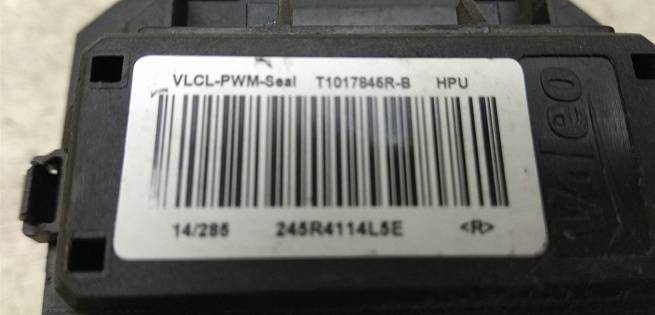 VLCL-PWM-Seal T1017845R-B HPU
14/285 245R4114L5E <R>
Valeo